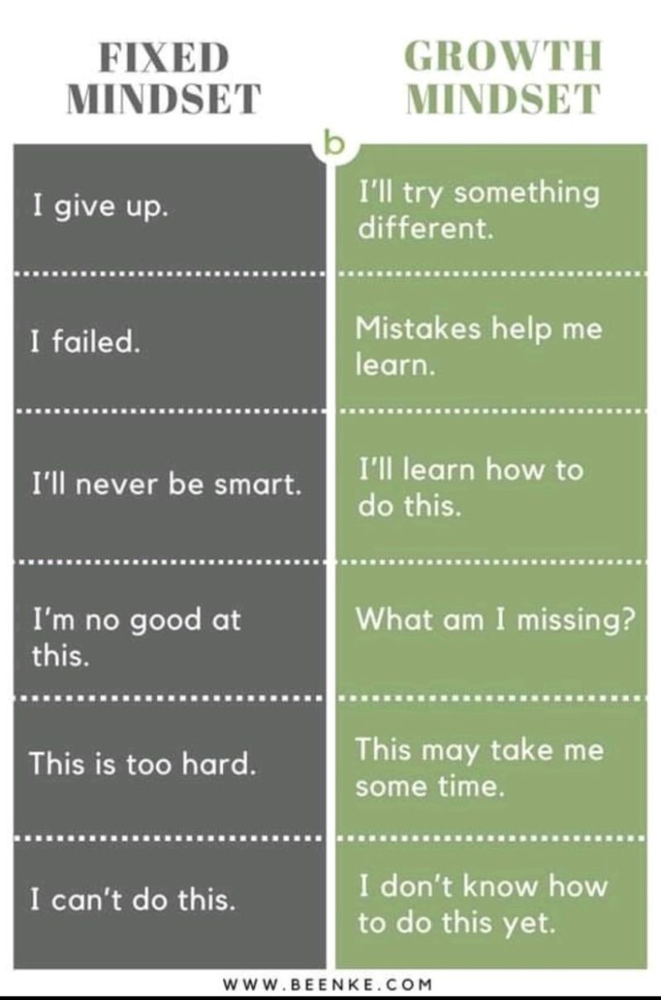 FIXED
MINDSET
GROWTH
MINDSET
b
I give up.
I'll try something
different.
I failed.
Mistakes help me
learn.
I'll never be smart.
I'll learn how to
do this.
I'm no good at
this.
What am I missing?
This is too hard.
This may take me
some time.
I can't do this.
I don't know how
to do this yet.
WWW.BEENKE.COM